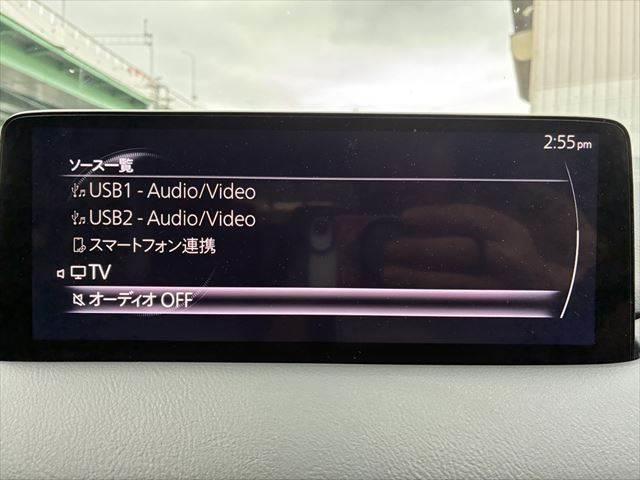 2:55pm
ソース一覧
USB1 - Audio/Video
USB2 - Audio/Video
スマートフォン連携
TV
オーディオ OFF